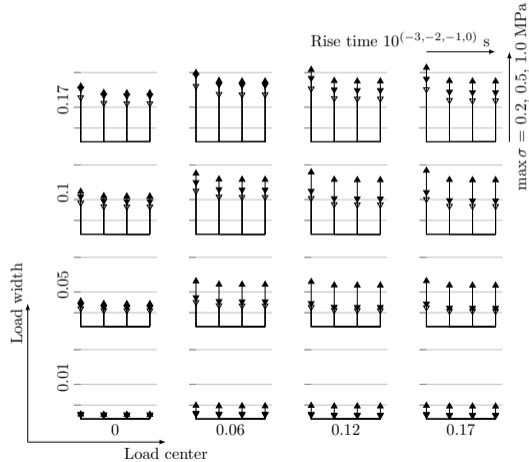 Rise time 10^(−3,−2,−1,0) s
max σ = 0.2, 0.5, 1.0 MPa
0.17
0.1
0.05
0.01
Load width
0
0.06
0.12
0.17
Load center